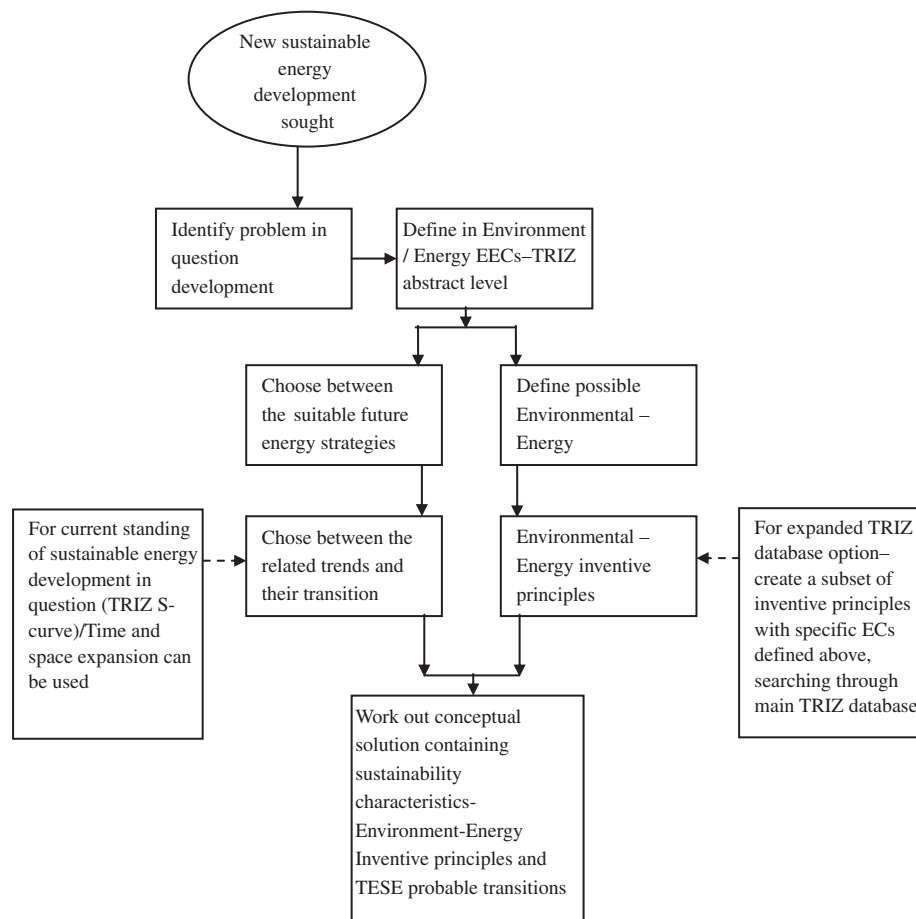 New sustainable
energy
development
sought
Identify problem in
question
development
Define in Environment
/ Energy EECs–TRIZ
abstract level
Choose between
the suitable future
energy strategies
Define possible
Environmental –
Energy
For current standing
of sustainable energy
development in
question (TRIZ S-
curve)/Time and
space expansion can
be used
Chose between the
related trends and
their transition
Environmental –
Energy inventive
principles
For expanded TRIZ
database option–
create a subset of
inventive principles
with specific ECs
defined above,
searching through
main TRIZ database
Work out conceptual
solution containing
sustainability
characteristics-
Environment-Energy
Inventive principles and
TESE probable transitions